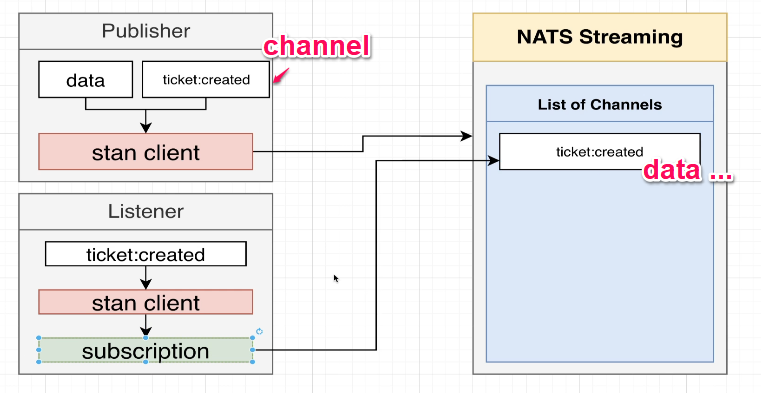 Publisher
channel
data
ticket:created
stan client
Listener
ticket:created
stan client
subscription
NATS Streaming
List of Channels
ticket:created
data ...